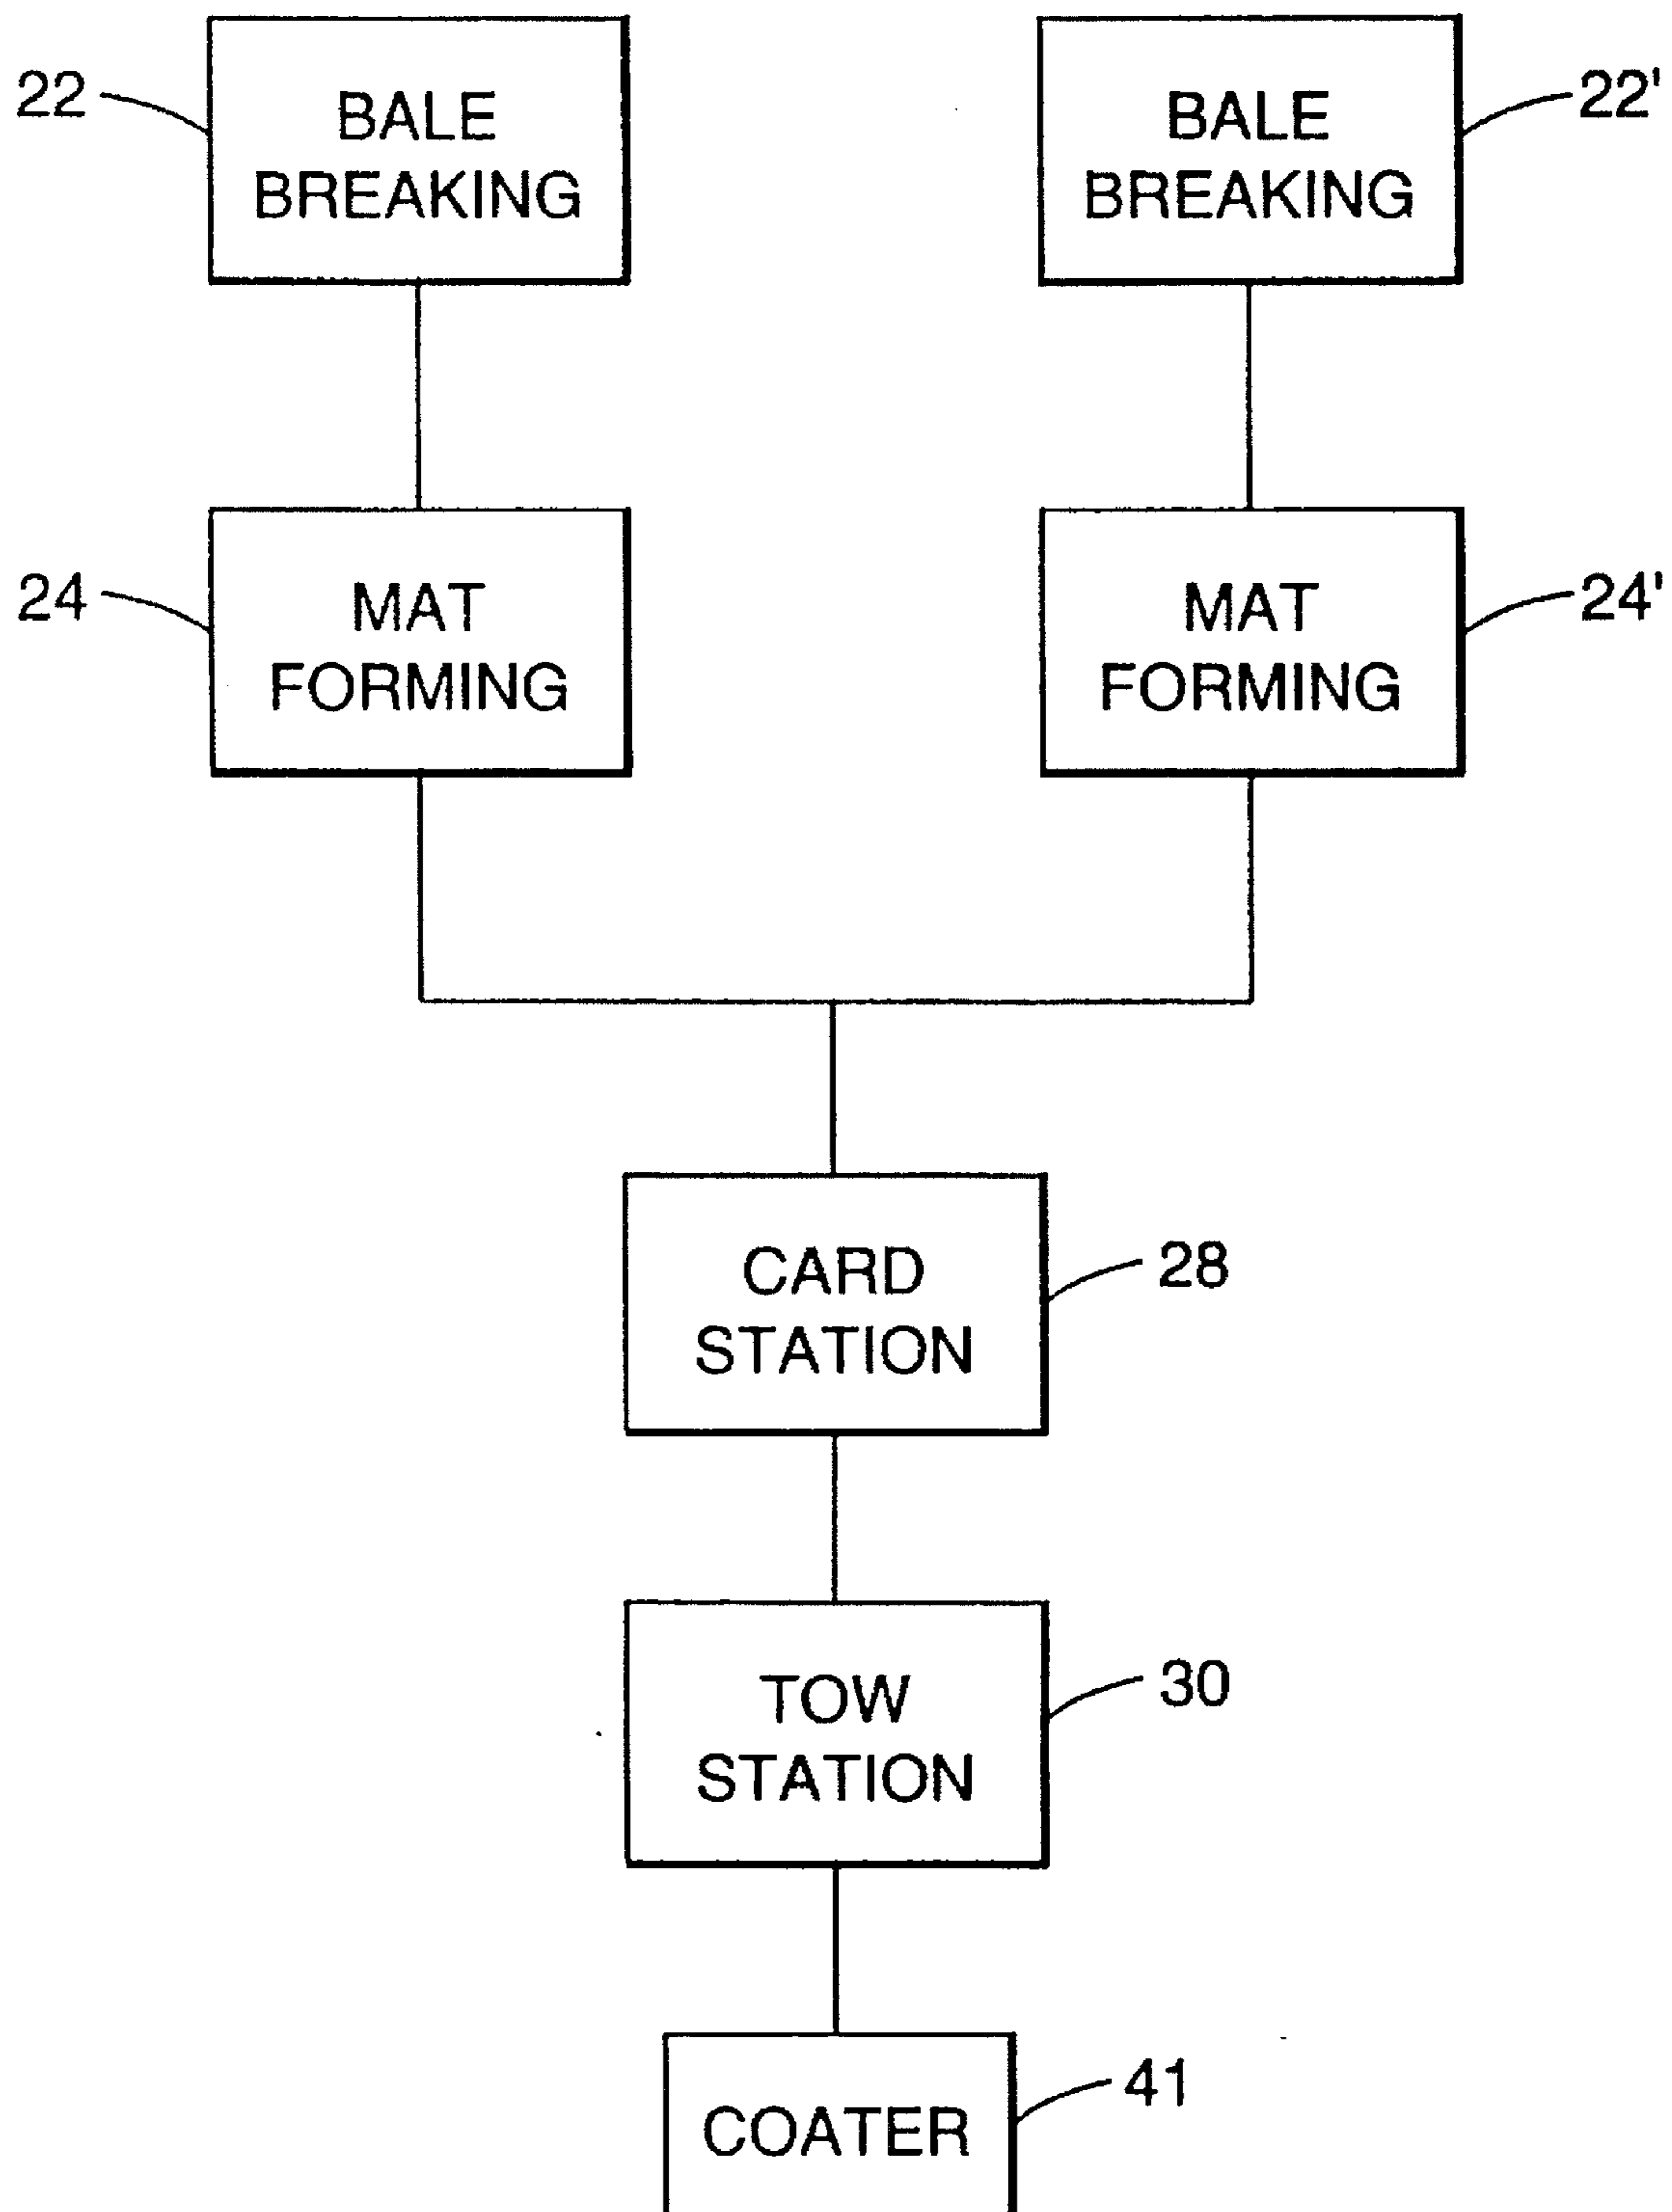 22
BALE
BREAKING
BALE
BREAKING
22'
24
MAT
FORMING
MAT
FORMING
24'
CARD
STATION
28
TOW
STATION
30
COATER
41